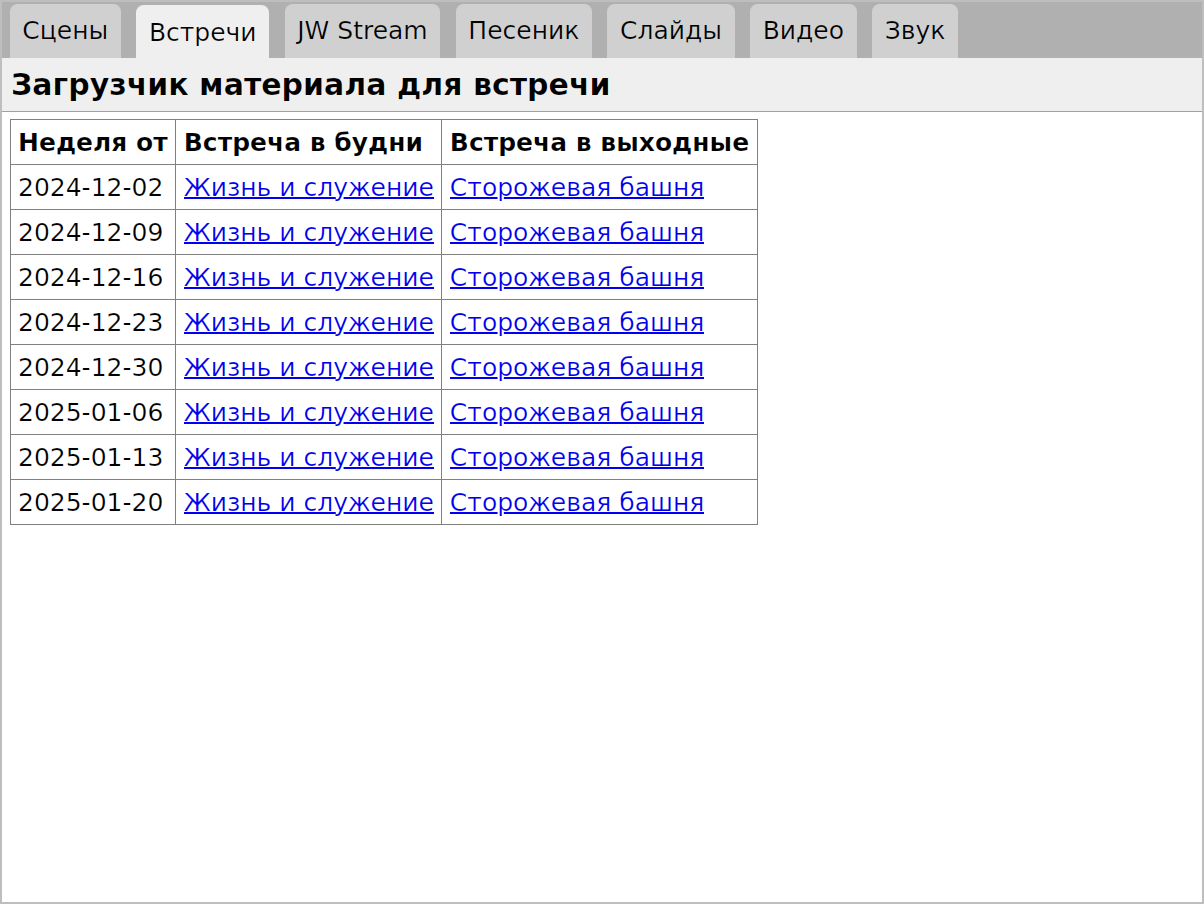 Сцены Встречи JW Stream Песеник Слайды Видео Звук
Загрузчик материала для встречи
Неделя от Встреча в будни Встреча в выходные
2024-12-02 Жизнь и служение Сторожевая башня
2024-12-09 Жизнь и служение Сторожевая башня
2024-12-16 Жизнь и служение Сторожевая башня
2024-12-23 Жизнь и служение Сторожевая башня
2024-12-30 Жизнь и служение Сторожевая башня
2025-01-06 Жизнь и служение Сторожевая башня
2025-01-13 Жизнь и служение Сторожевая башня
2025-01-20 Жизнь и служение Сторожевая башня